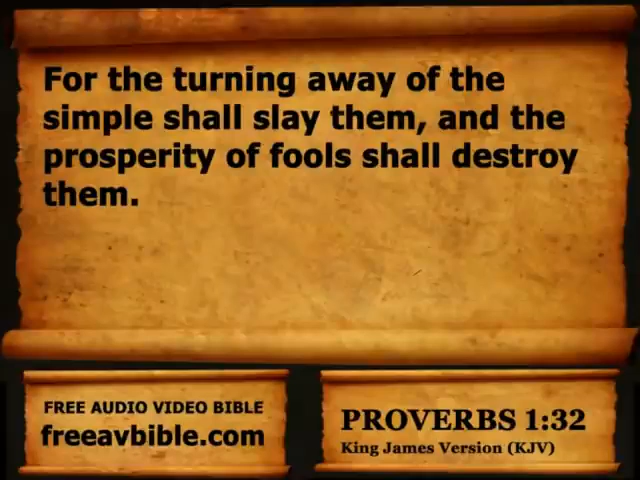 For the turning away of the
simple shall slay them, and the
prosperity of fools shall destroy
them.
FREE AUDIO VIDEO BIBLE
freeavbible.com
PROVERBS 1:32
King James Version (KJV)